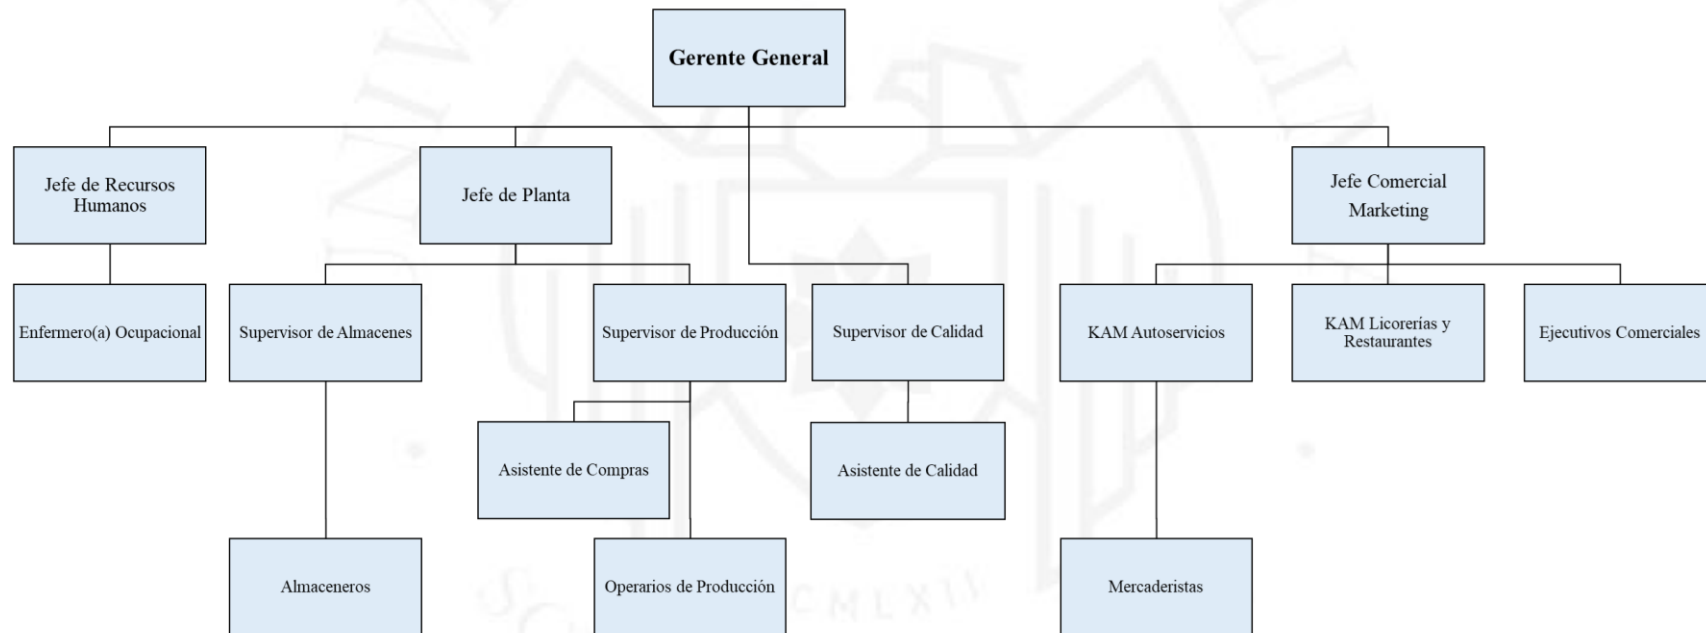 Gerente General
Jefe de Recursos
Humanos
Jefe de Planta
Jefe Comercial
Marketing
Enfermero(a) Ocupacional
Supervisor de Almacenes
Supervisor de Producción
Supervisor de Calidad
KAM Autoservicios
KAM Licorerías y
Restaurantes
Ejecutivos Comerciales
Asistente de Compras
Asistente de Calidad
Almaceneros
Operarios de Producción
Mercaderistas